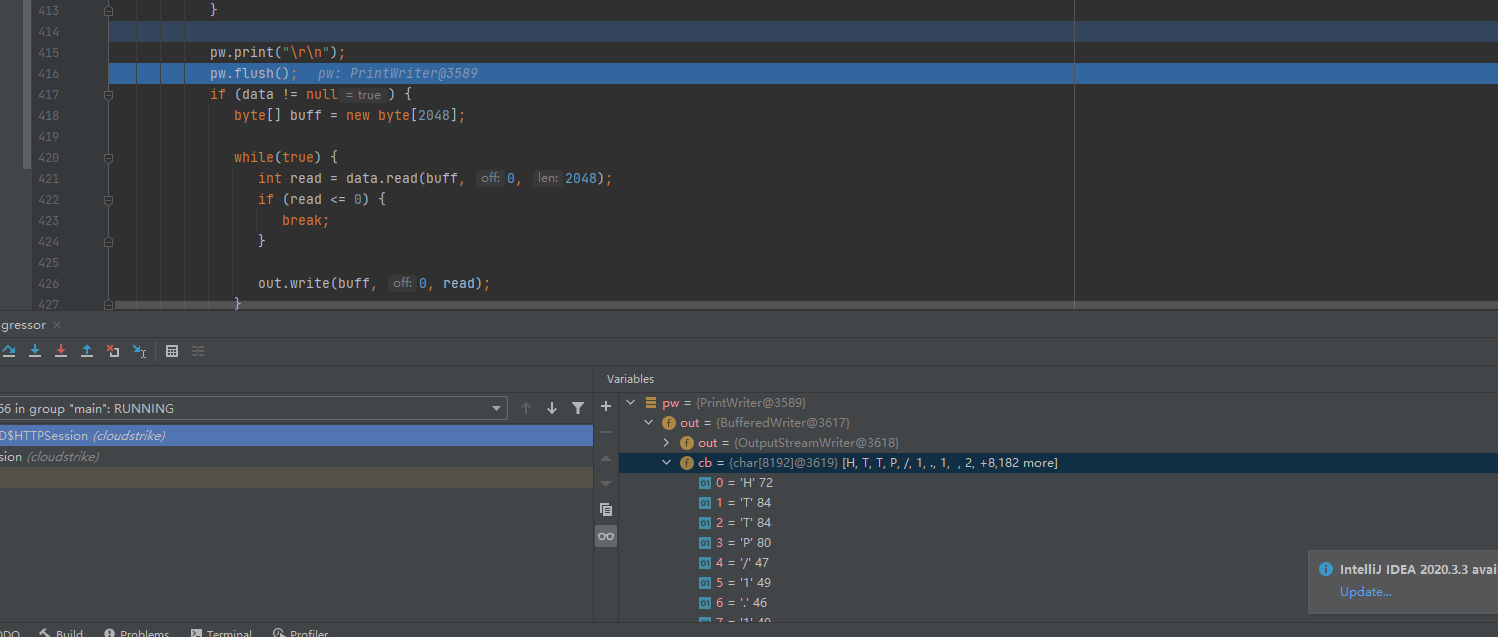 413 }
414
415 pw.print("\r\n");
416 pw.flush(); pw: PrintWriter@3589
417 if (data != null = true ) {
418 byte[] buff = new byte[2048];
419
420 while(true) {
421 int read = data.read(buff, off: 0, len: 2048);
422 if (read <= 0) {
423 break;
424 }
425
426 out.write(buff, off: 0, read);
427 }
gressor ×
Variables
66 in group "main": RUNNING
D$HTTPSession (cloudstrike)
sion (cloudstrike)
pw = {PrintWriter@3589}
out = {BufferedWriter@3617}
out = {OutputStreamWriter@3618}
cb = {char[8192]@3619} [H, T, T, P, /, 1, ., 1,  , 2, +8,182 more]
0 = 'H' 72
1 = 'T' 84
2 = 'T' 84
3 = 'P' 80
4 = '/' 47
5 = '1' 49
6 = '.' 46
7 = '1' 49
IntelliJ IDEA 2020.3.3 avai
Update...
ODO Build Problems Terminal Profiler